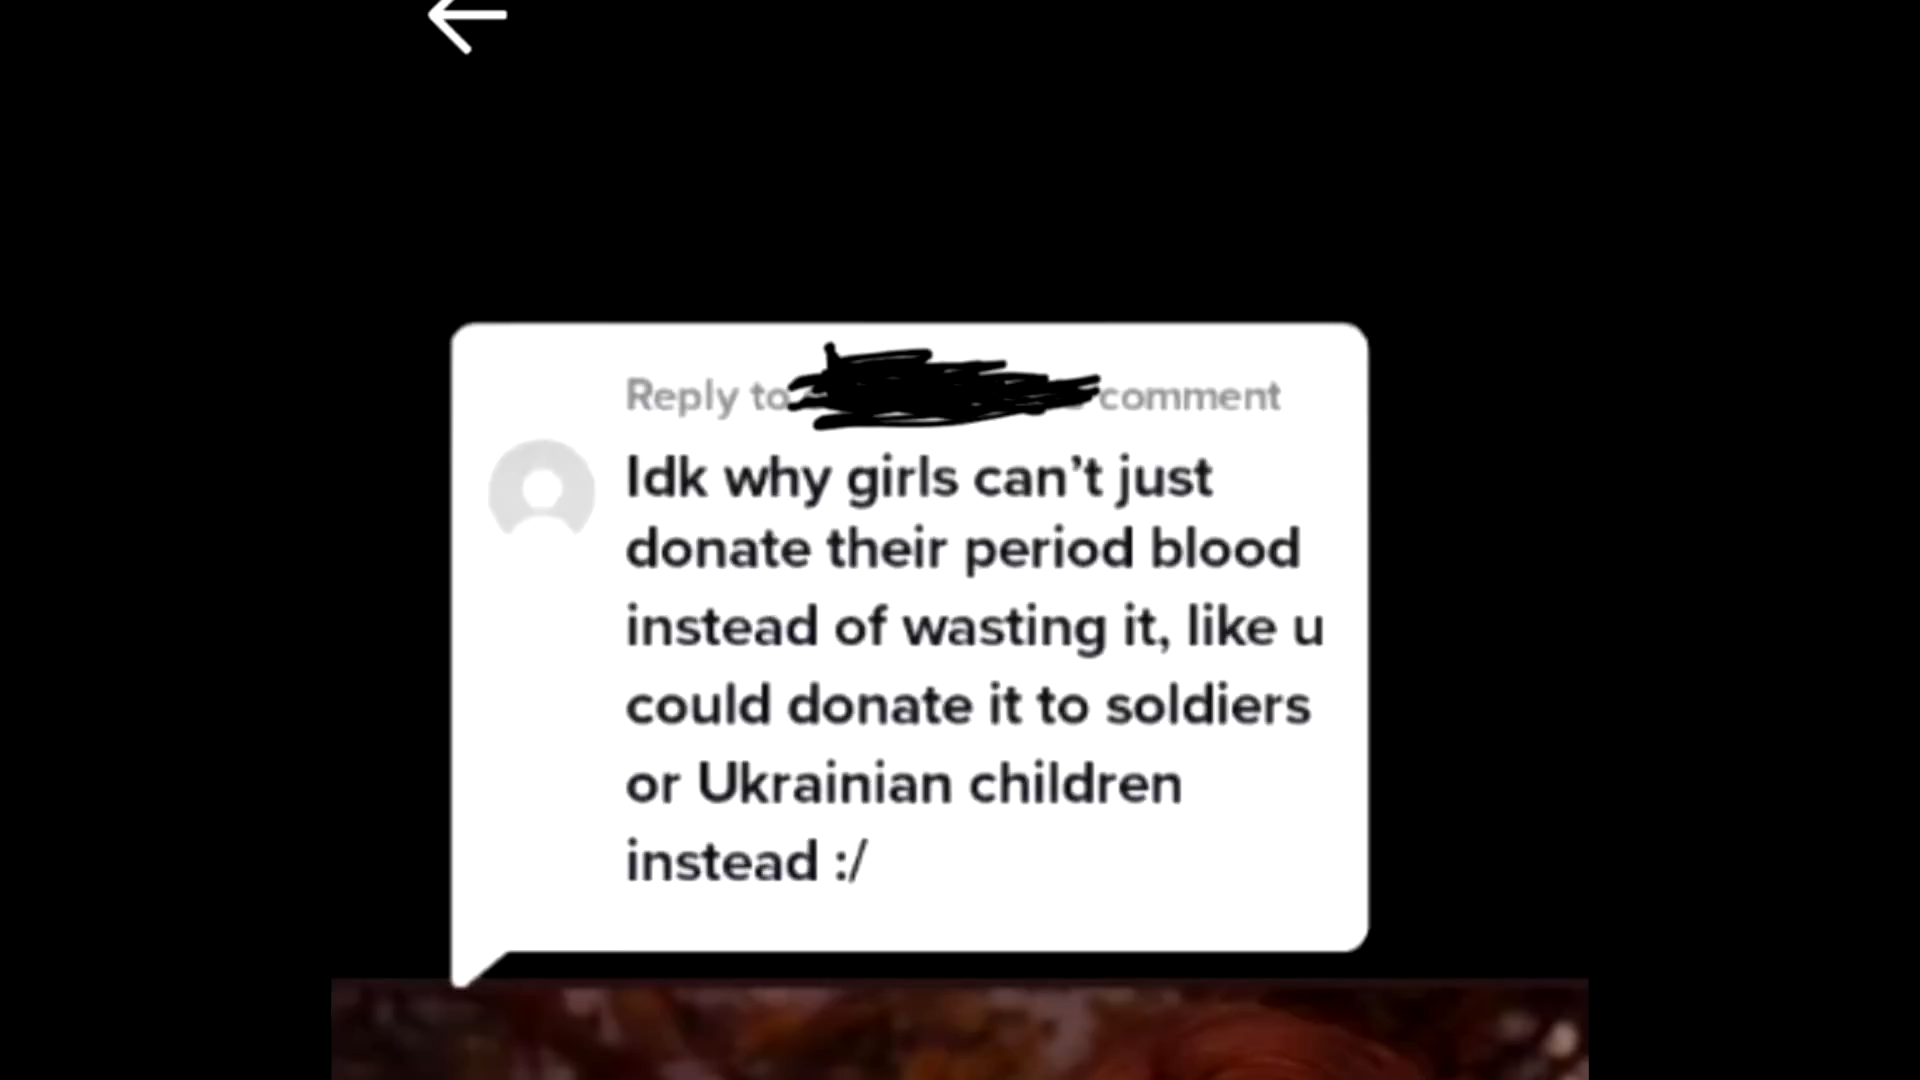 Reply to comment
Idk why girls can’t just
donate their period blood
instead of wasting it, like u
could donate it to soldiers
or Ukrainian children
instead :/